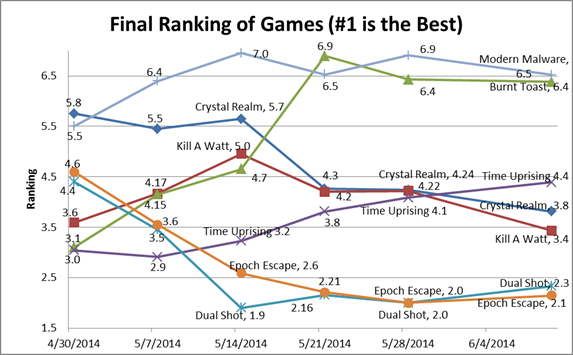 Final Ranking of Games (#1 is the Best)
7.0
6.9
6.9
Modern Malware,
6.5
6.5
6.4
6.5
6.4
Burnt Toast, 6.4
5.8
5.5
Crystal Realm, 5.7
5.5
5.5
Kill A Watt, 5.0
4.6
4.7
4.3
Crystal Realm, 4.24
Time Uprising 4.4
4.5
4.4
4.17
4.2
4.22
4.15
Time Uprising 4.1
Crystal Realm, 3.8
3.6
3.6
3.8
3.5
3.5
Time Uprising 3.2
Kill A Watt, 3.4
3.1
3.0
2.9
Epoch Escape, 2.6
2.5
2.21
Epoch Escape, 2.0
Dual Shot, 2.3
Epoch Escape, 2.1
Dual Shot, 1.9
2.16
Dual Shot, 2.0
1.5
Ranking
4/30/2014 5/7/2014 5/14/2014 5/21/2014 5/28/2014 6/4/2014